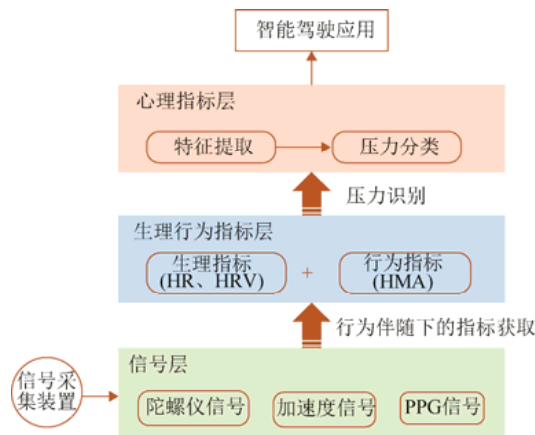 智能驾驶应用
心理指标层
特征提取
压力分类
压力识别
生理行为指标层
生理指标
(HR、HRV)
+
行为指标
(HMA)
行为伴随下的指标获取
信号层
信号采
集装置
陀螺仪信号
加速度信号
PPG信号